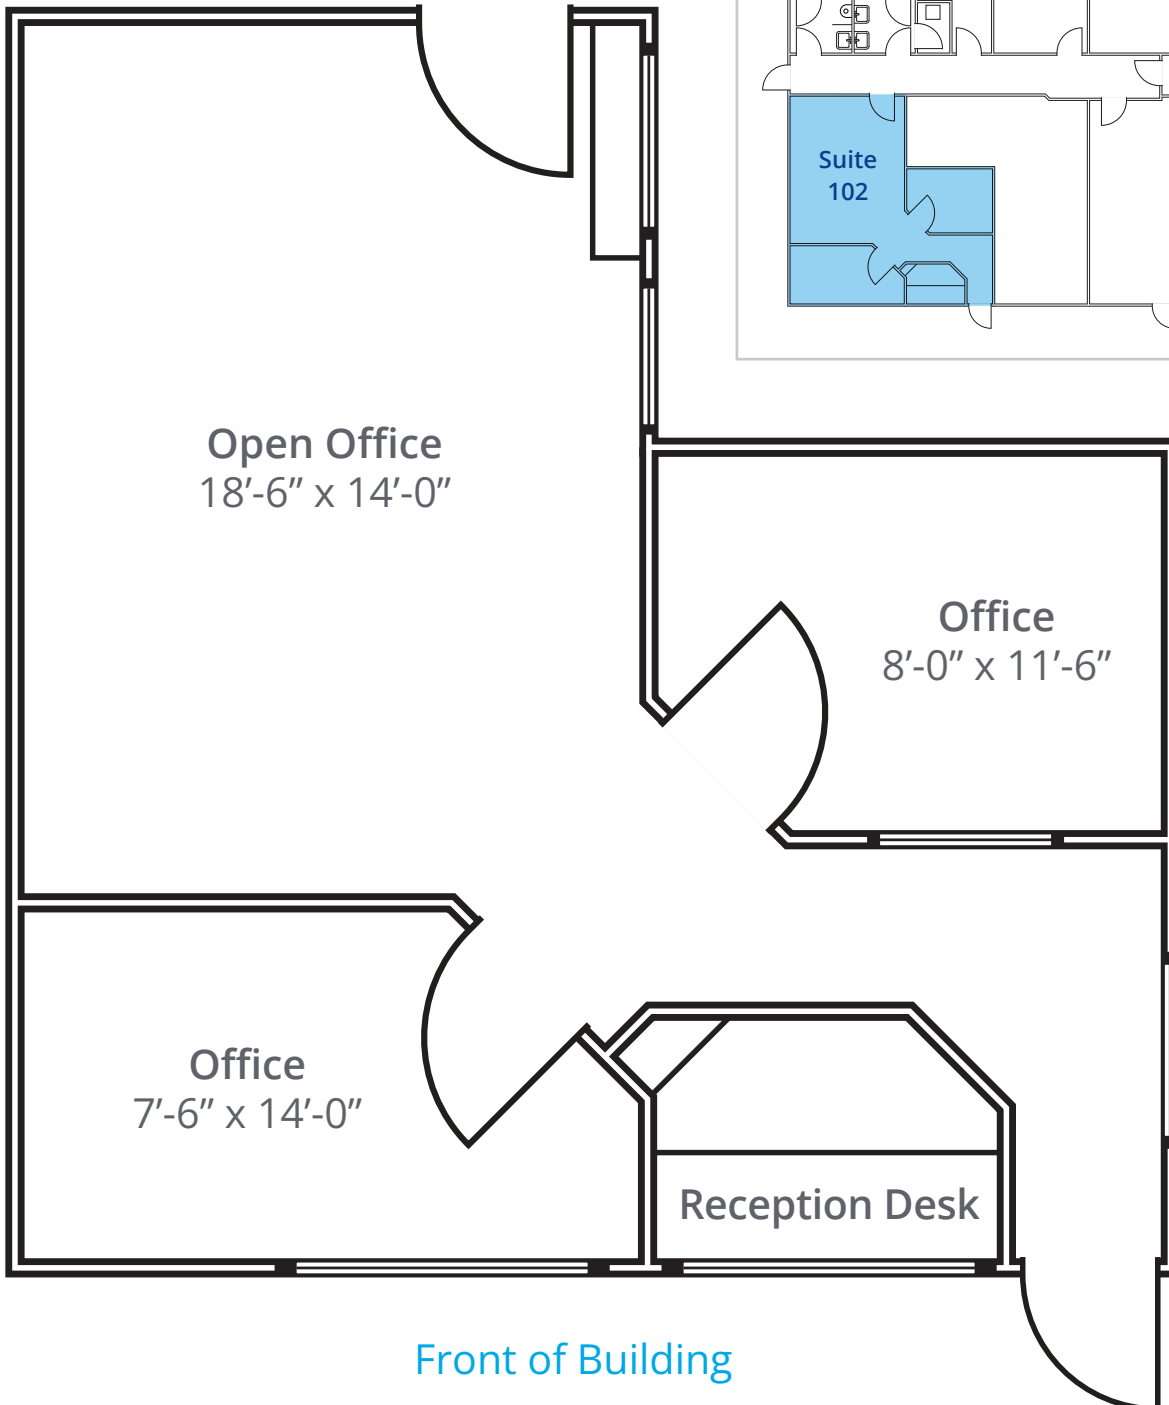 Suite
102
Open Office
18’-6” x 14’-0”
Office
8’-0” x 11’-6”
Office
7’-6” x 14’-0”
Reception Desk
Front of Building